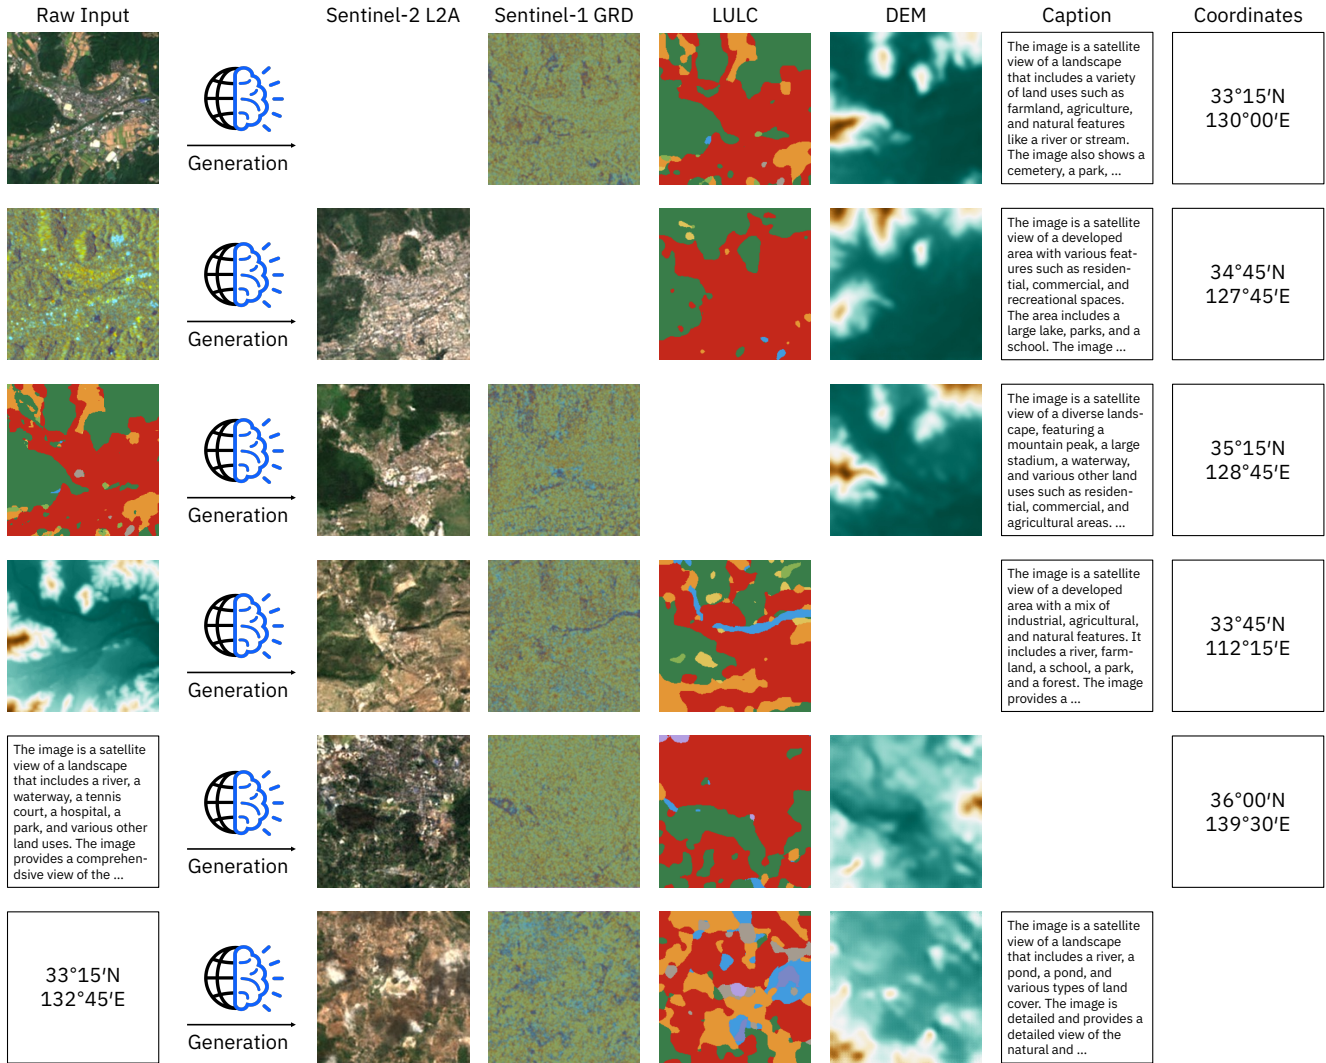 Raw Input
Sentinel-2 L2A
Sentinel-1 GRD
LULC
DEM
Caption
Coordinates
Generation
The image is a satellite
view of a landscape
that includes a variety
of land uses such as
farmland, agriculture,
and natural features
like a river or stream.
The image also shows a
cemetery, a park, ...
33°15′N
130°00′E
Generation
The image is a satellite
view of a developed
area with various feat-
ures such as residen-
tial, commercial, and
recreational spaces.
The area includes a
large lake, parks, and a
school. The image ...
34°45′N
127°45′E
Generation
The image is a satellite
view of a diverse lands-
cape, featuring a
mountain peak, a large
stadium, a waterway,
and various other land
uses such as residen-
tial, commercial, and
agricultural areas. ...
35°15′N
128°45′E
Generation
The image is a satellite
view of a developed
area with a mix of
industrial, agricultural,
and natural features. It
includes a river, farm-
land, a school, a park,
and a forest. The image
provides a ...
33°45′N
112°15′E
The image is a satellite
view of a landscape
that includes a river, a
waterway, a tennis
court, a hospital, a
park, and various other
land uses. The image
provides a comprehen-
dsive view of the ...
Generation
36°00′N
139°30′E
33°15′N
132°45′E
Generation
The image is a satellite
view of a landscape
that includes a river, a
pond, a pond, and
various types of land
cover. The image is
detailed and provides a
detailed view of the
natural and ...